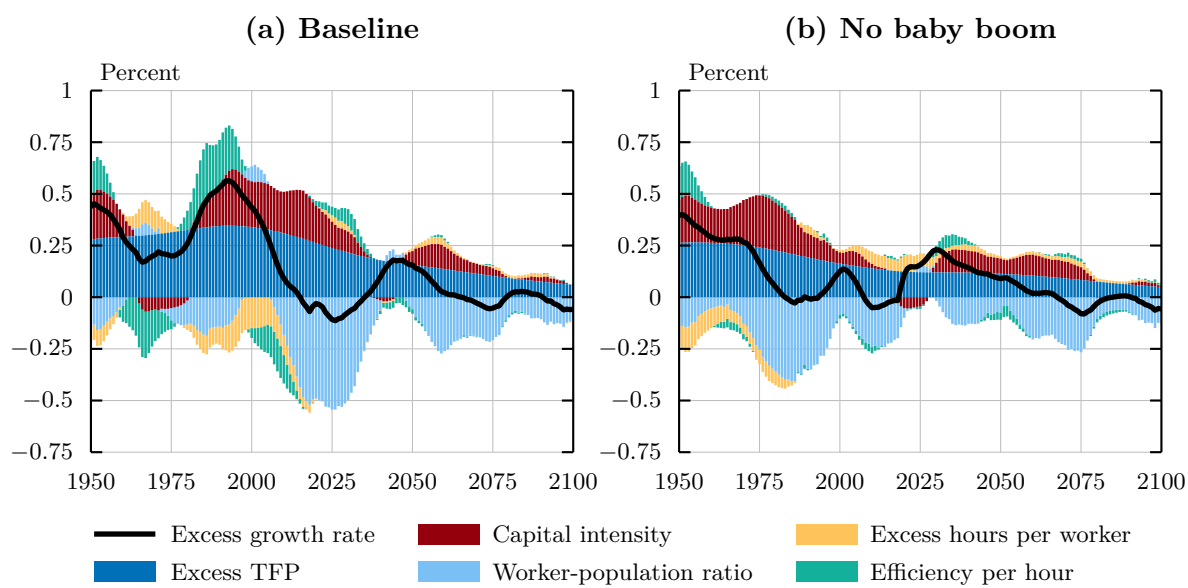 (a) Baseline
(b) No baby boom
Percent
1
0.75
0.5
0.25
0
−0.25
−0.5
−0.75
1950 1975 2000 2025 2050 2075 2100
Percent
1
0.75
0.5
0.25
0
−0.25
−0.5
−0.75
1950 1975 2000 2025 2050 2075 2100
Excess growth rate Capital intensity Excess hours per worker
Excess TFP Worker-population ratio Efficiency per hour